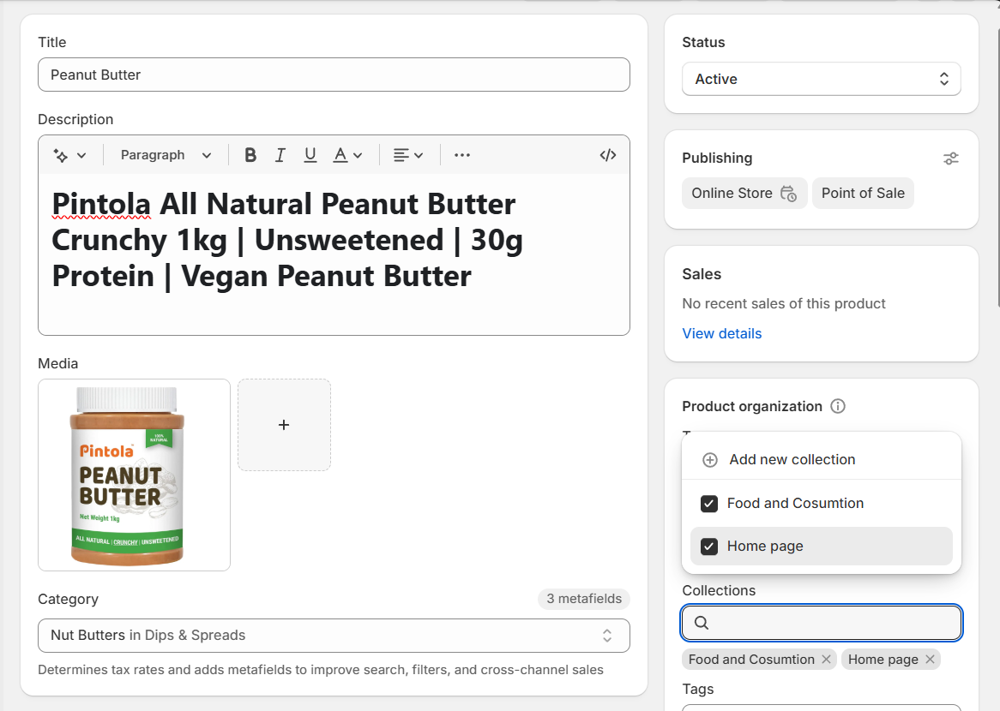 Title
Peanut Butter
Description
Paragraph
B I U A
Pintola All Natural Peanut Butter
Crunchy 1kg | Unsweetened | 30g
Protein | Vegan Peanut Butter
Media
100%
NATURAL
Pintola
PEANUT
BUTTER
Net Weight 1kg
ALL NATURAL | CRUNCHY | UNSWEETENED
Category
3 metafields
Nut Butters in Dips & Spreads
Determines tax rates and adds metafields to improve search, filters, and cross-channel sales
Status
Active
Publishing
Online Store
Point of Sale
Sales
No recent sales of this product
View details
Product organization
Add new collection
Food and Cosumtion
Home page
Collections
Food and Cosumtion
Home page
Tags